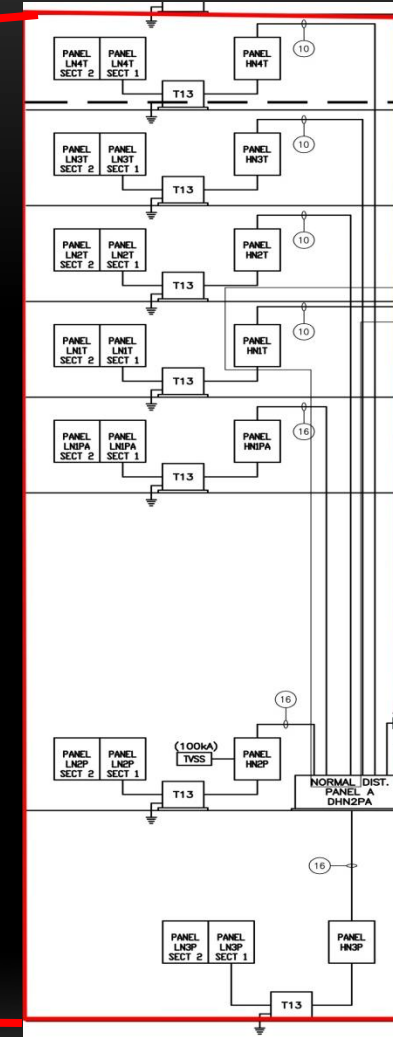 PANEL
LN4T
SECT 2
PANEL
LN4T
SECT 1
PANEL
HN4T
10
T13
PANEL
LN3T
SECT 2
PANEL
LN3T
SECT 1
PANEL
HN3T
10
T13
PANEL
LN2T
SECT 2
PANEL
LN2T
SECT 1
PANEL
HN2T
10
T13
PANEL
LN1T
SECT 2
PANEL
LN1T
SECT 1
PANEL
HN1T
10
T13
PANEL
LN1PA
SECT 2
PANEL
LN1PA
SECT 1
PANEL
HN1PA
16
T13
16
PANEL
LN2P
SECT 2
PANEL
LN2P
SECT 1
(100kA)
TVSS
PANEL
HN2P
T13
NORMAL DIST.
PANEL A
DHN2PA
16
PANEL
LN3P
SECT 2
PANEL
LN3P
SECT 1
PANEL
HN3P
T13